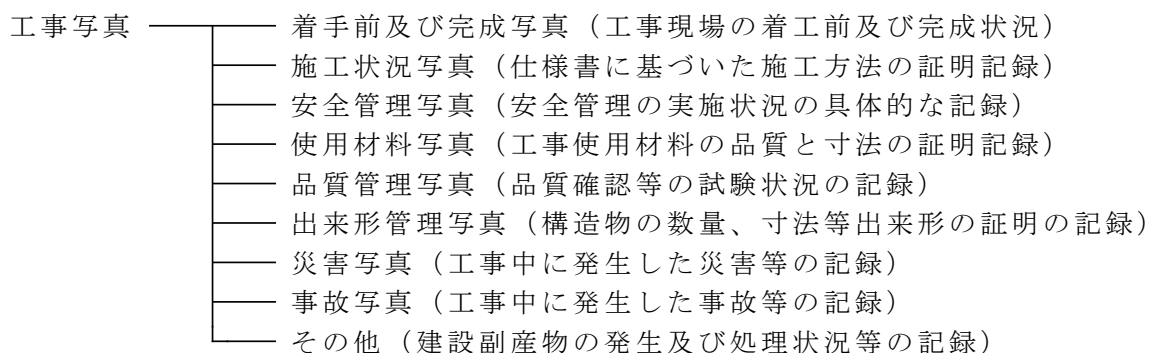 工事写真 着手前及び完成写真（工事現場の着工前及び完成状況）
施工状況写真（仕様書に基づいた施工方法の証明記録）
安全管理写真（安全管理の実施状況の具体的な記録）
使用材料写真（工事使用材料の品質と寸法の証明記録）
品質管理写真（品質確認等の試験状況の記録）
出来形管理写真（構造物の数量、寸法等出来形の証明の記録）
災害写真（工事中に発生した災害等の記録）
事故写真（工事中に発生した事故等の記録）
その他（建設副産物の発生及び処理状況等の記録）